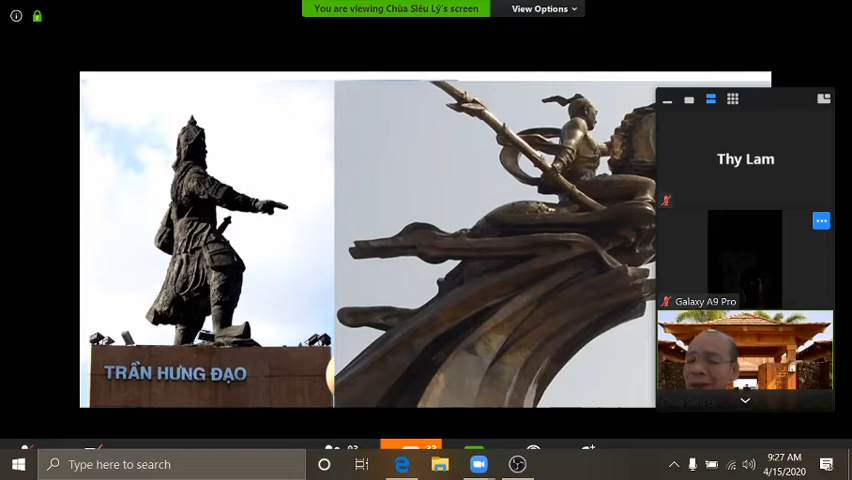 You are viewing Chùa Siêu Lý's screen
View Options
Thy Lam
Galaxy A9 Pro
TRẦN HƯNG ĐẠO
Type here to search
9:27 AM
4/15/2020